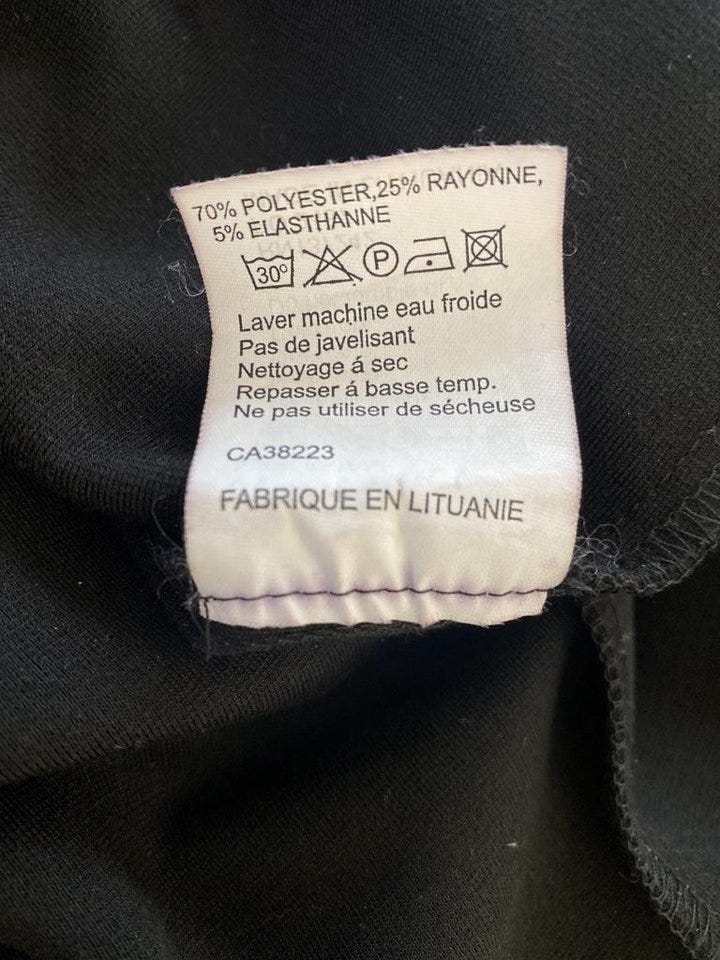 70% POLYESTER,25% RAYONNE,
5% ELASTHANNE
30° P
Laver machine eau froide
Pas de javelisant
Nettoyage á sec
Repasser á basse temp.
Ne pas utiliser de sécheuse
CA38223
FABRIQUE EN LITUANIE